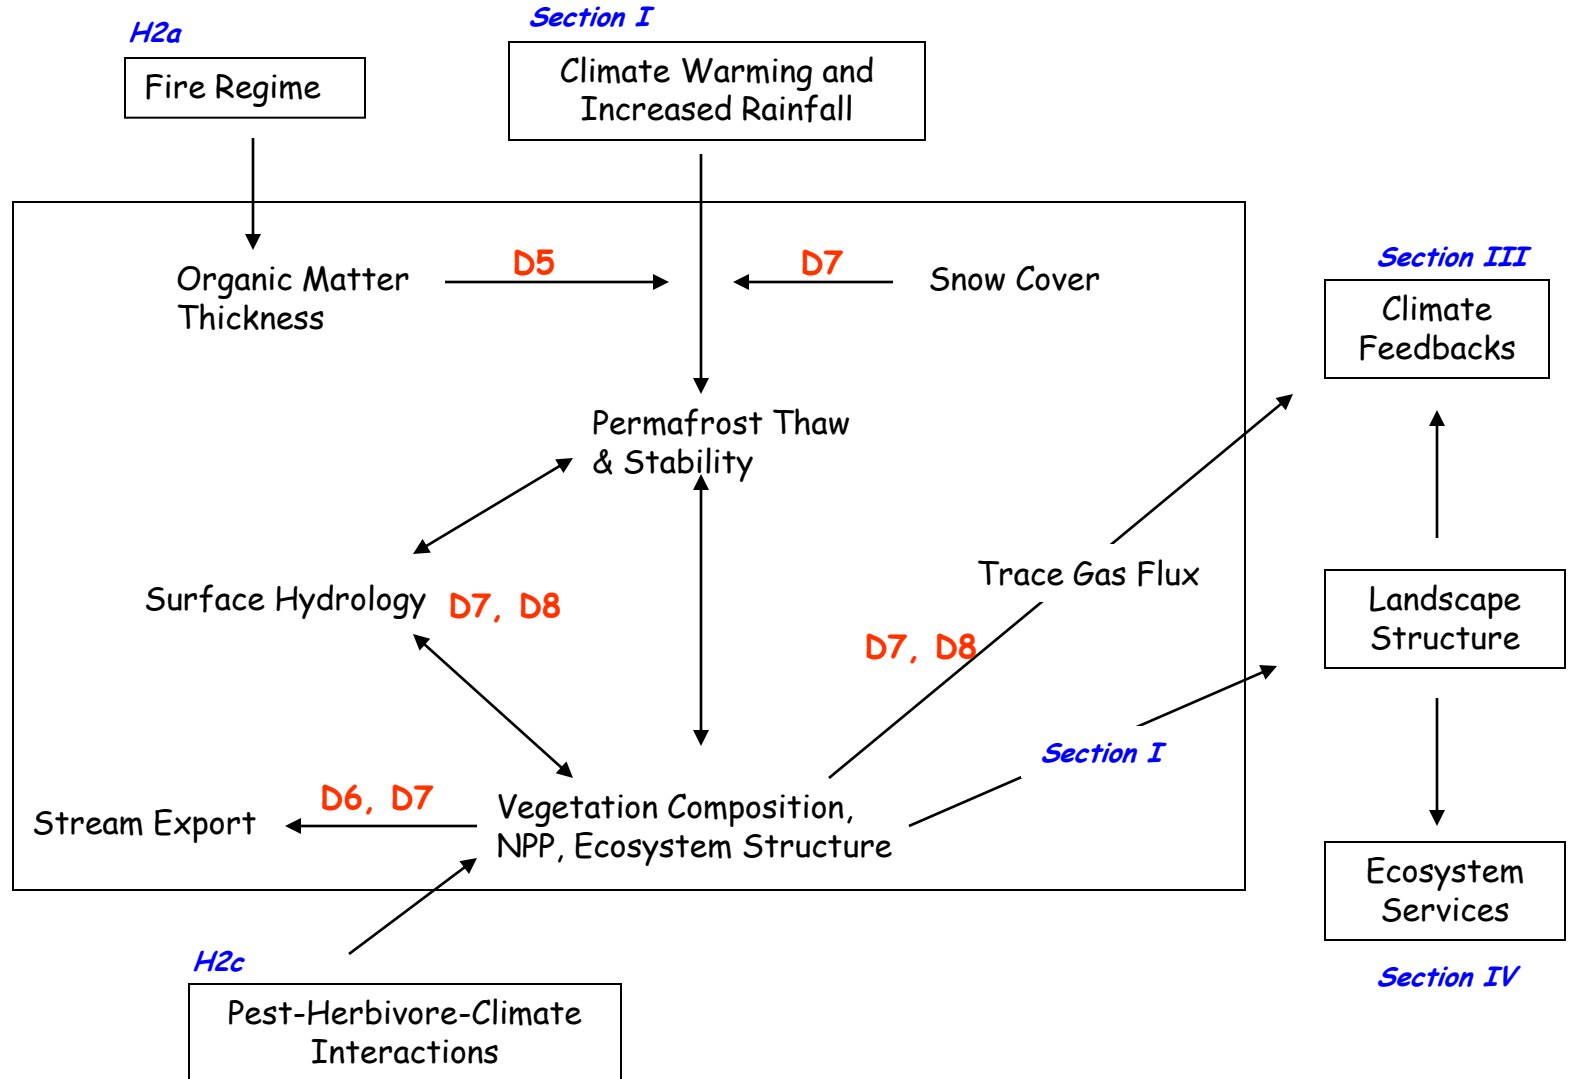 H2a
Section I
Fire Regime
Climate Warming and
Increased Rainfall
D5
D7
Organic Matter
Thickness
Snow Cover
Section III
Climate
Feedbacks
Permafrost Thaw
& Stability
Trace Gas Flux
Surface Hydrology
D7, D8
D7, D8
Landscape
Structure
Section I
D6, D7
Stream Export
Vegetation Composition,
NPP, Ecosystem Structure
Ecosystem
Services
Section IV
H2c
Pest-Herbivore-Climate
Interactions